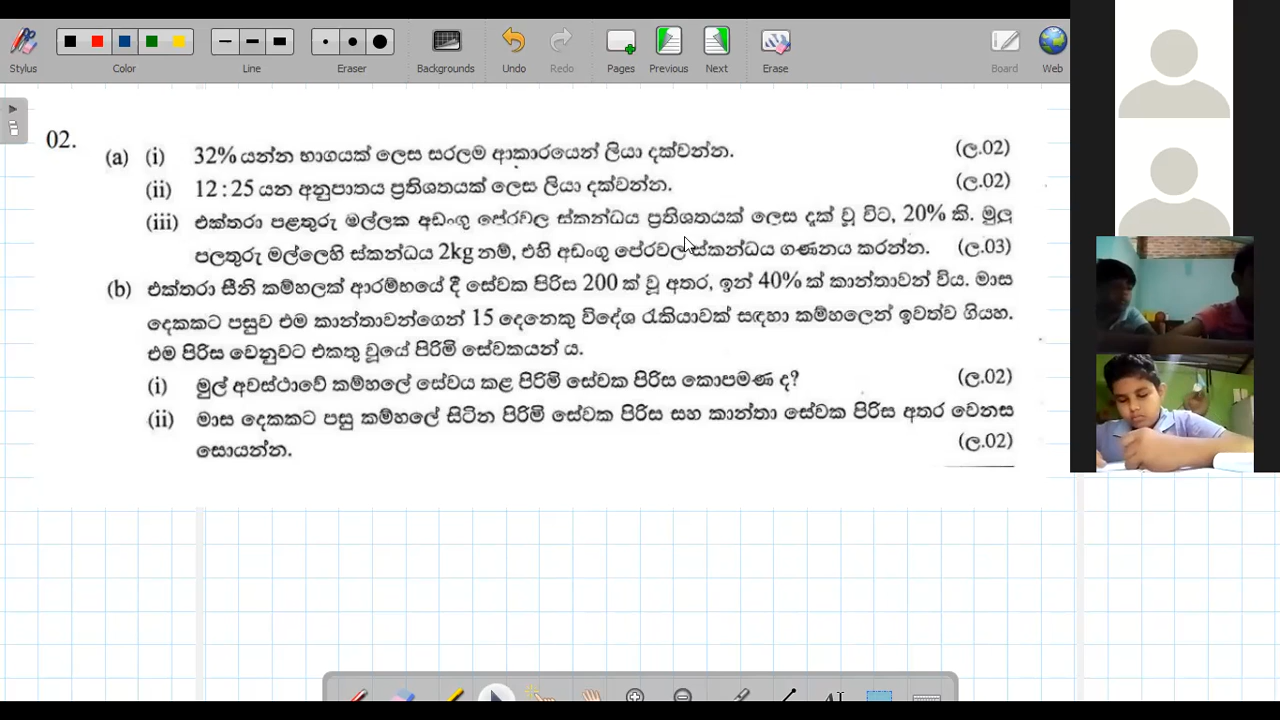 Stylus Color Line Eraser Backgrounds Undo Redo Pages Previous Next Erase Board Web
02.
(a) (i) 32% යන්න භාගයක් ලෙස සරලම ආකාරයෙන් ලියා දක්වන්න. (ල.02)
(ii) 12 : 25 යන අනුපාතය ප්‍රතිශතයක් ලෙස ලියා දක්වන්න. (ල.02)
(iii) එක්තරා පළතුරු මල්ලක අඩංගු පේරවල ස්කන්ධය ප්‍රතිශතයක් ලෙස දැක් වූ විට, 20% කි. මුලු
පලතුරු මල්ලෙහි ස්කන්ධය 2kg නම්, එහි අඩංගු පේරවල ස්කන්ධය ගණනය කරන්න. (ල.03)
(b) එක්තරා සීනි කම්හලක් ආරම්භයේ දී සේවක පිරිස 200 ක් වූ අතර, ඉන් 40% ක් කාන්තාවන් විය. මාස
දෙකකට පසුව එම කාන්තාවන්ගෙන් 15 දෙනෙකු විදේශ රැකියාවක් සඳහා කම්හලෙන් ඉවත්ව ගියහ.
එම පිරිස වෙනුවට එකතු වූයේ පිරිමි සේවකයන් ය.
(i) මුල් අවස්ථාවේ කම්හලේ සේවය කළ පිරිමි සේවක පිරිස කොපමණ ද? (ල.02)
(ii) මාස දෙකකට පසු කම්හලේ සිටින පිරිමි සේවක පිරිස සහ කාන්තා සේවක පිරිස අතර වෙනස
සොයන්න. (ල.02)